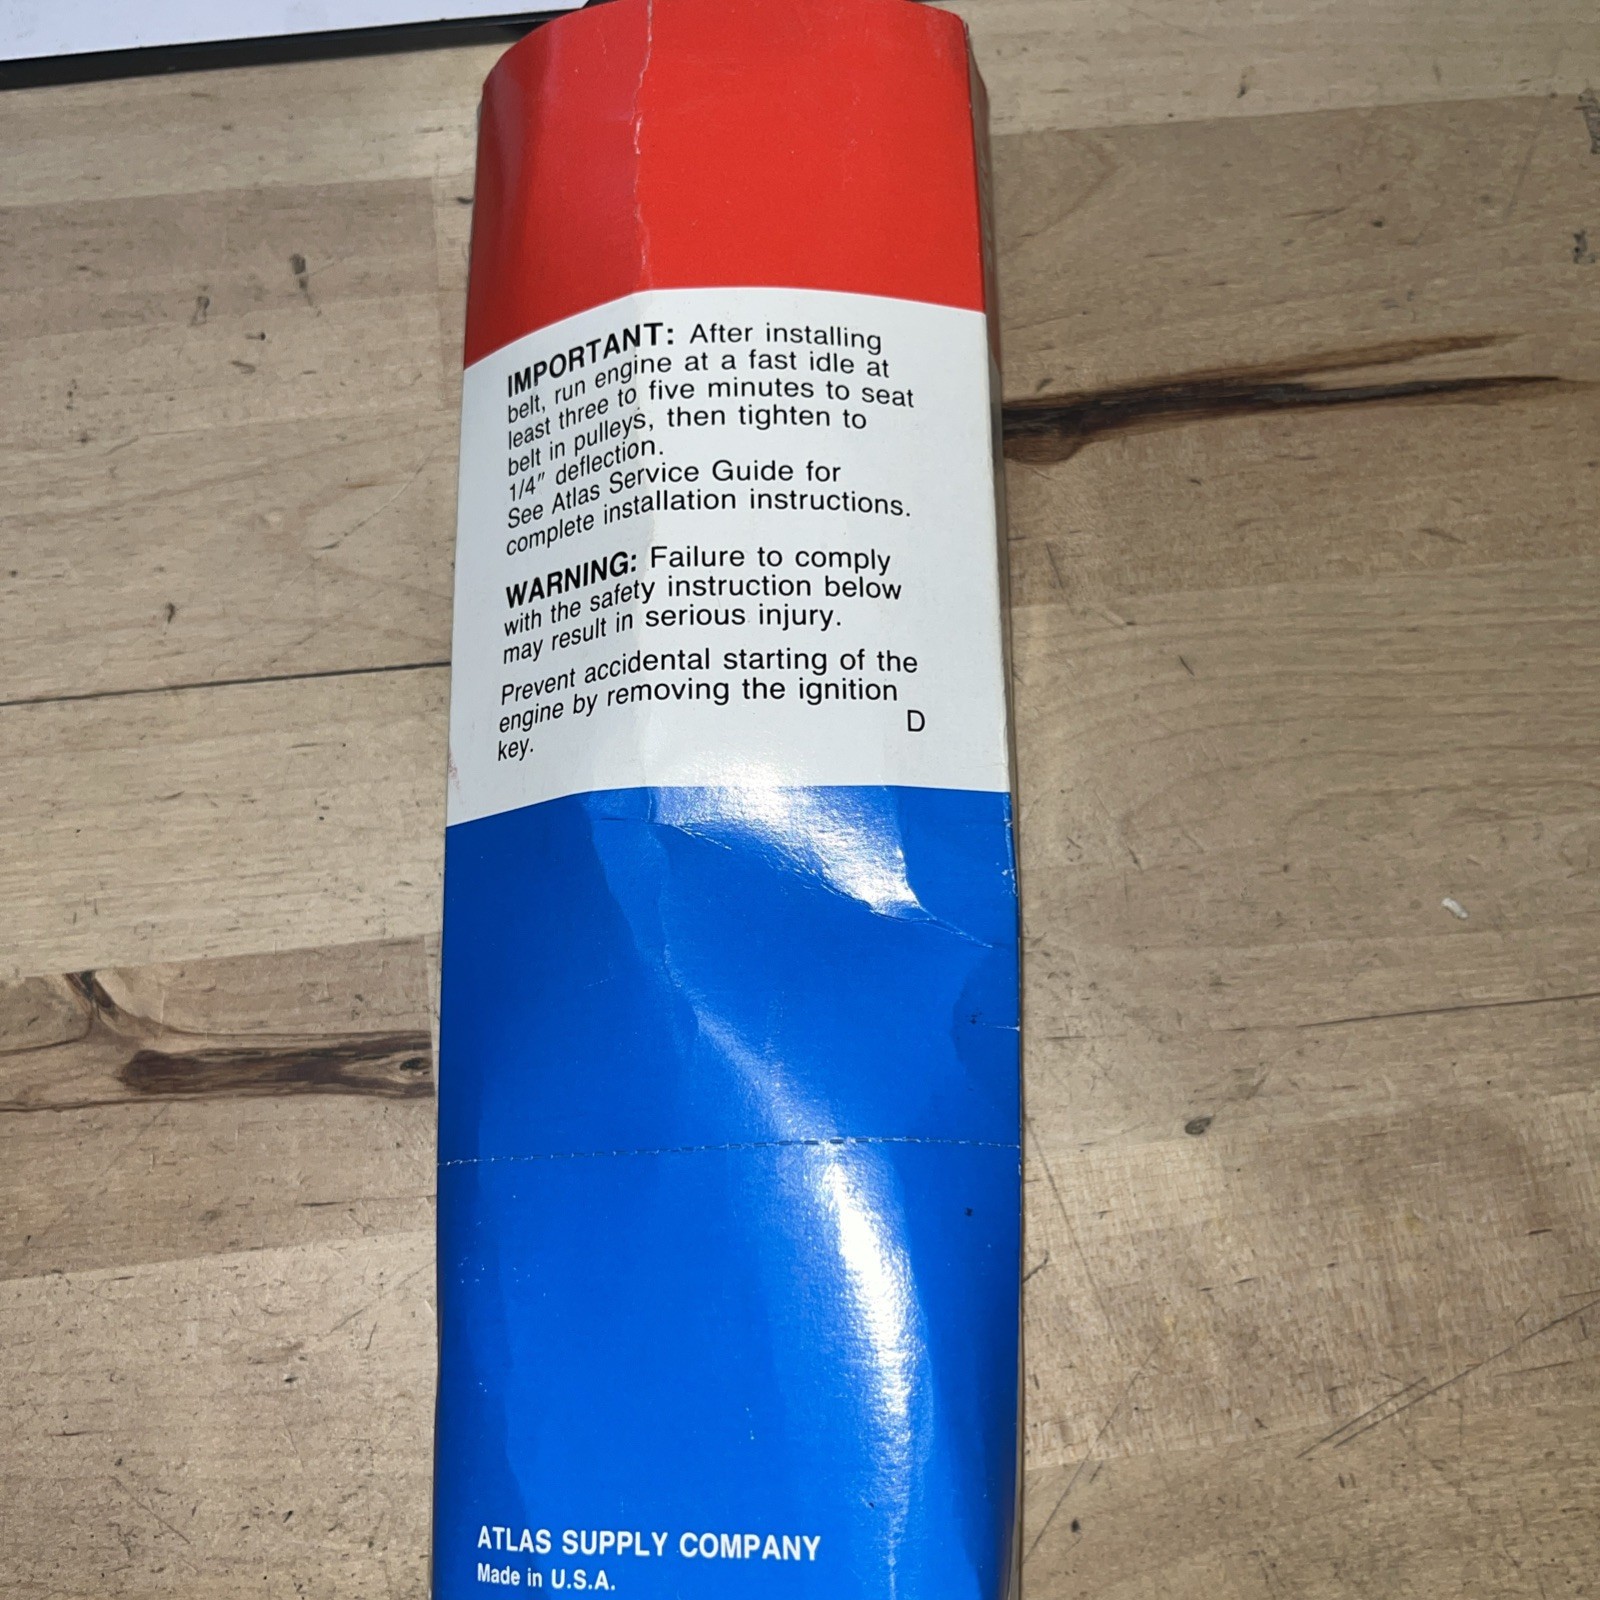 IMPORTANT: After installing
belt, run engine at a fast idle at
least three to five minutes to seat
belt in pulleys, then tighten to
1/4" deflection.
See Atlas Service Guide for
complete installation instructions.
WARNING: Failure to comply
with the safety instruction below
may result in serious injury.
Prevent accidental starting of the
engine by removing the ignition
key.
D
ATLAS SUPPLY COMPANY
Made in U.S.A.